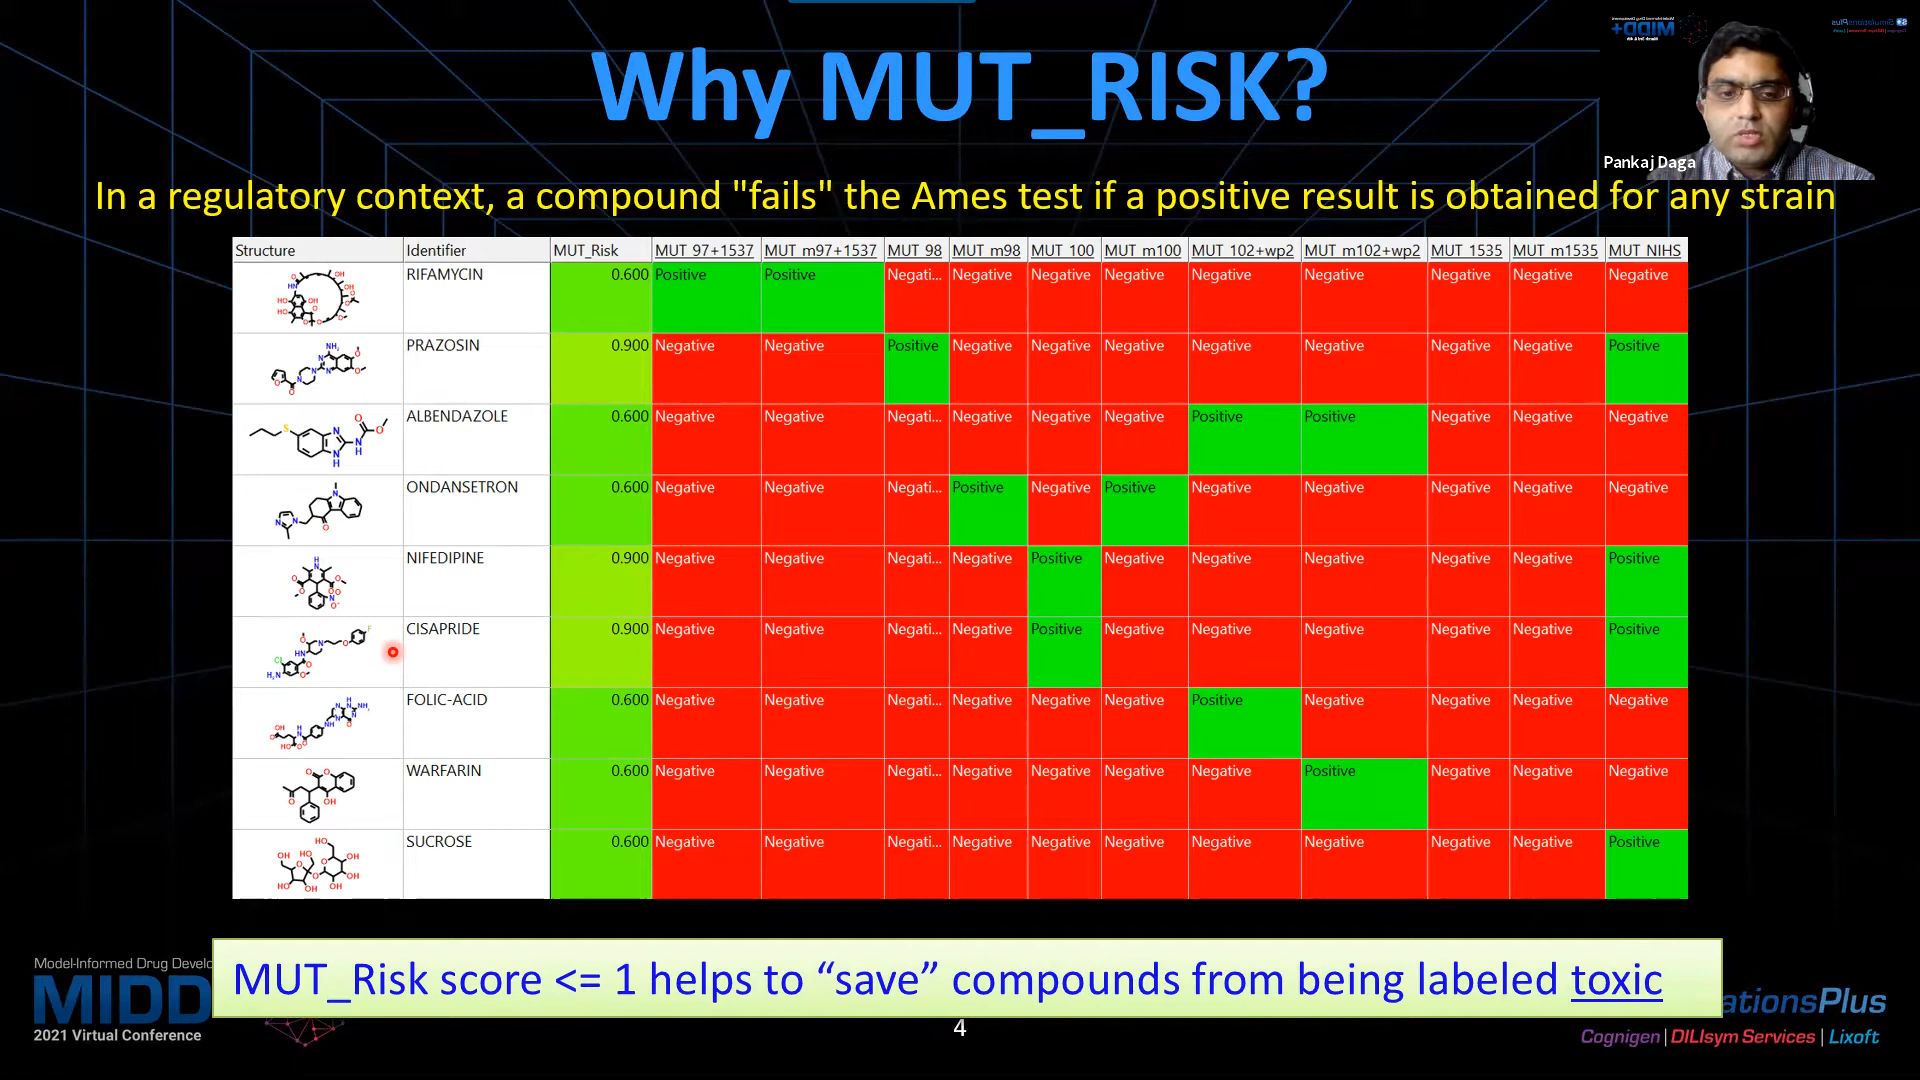 Why MUT_RISK?
Pankaj Daga
In a regulatory context, a compound "fails" the Ames test if a positive result is obtained for any strain
Structure Identifier MUT_Risk MUT_97+1537 MUT_m97+1537 MUT_98 MUT_m98 MUT_100 MUT_m100 MUT_102+wp2 MUT_m102+wp2 MUT_1535 MUT_m1535 MUT_NIHS
RIFAMYCIN 0.600 Positive Positive Negati... Negative Negative Negative Negative Negative Negative Negative Negative
PRAZOSIN 0.900 Negative Negative Positive Negative Negative Negative Negative Negative Negative Negative Positive
ALBENDAZOLE 0.600 Negative Negative Negati... Negative Negative Negative Positive Positive Negative Negative Negative
ONDANSETRON 0.600 Negative Negative Negati... Positive Negative Positive Negative Negative Negative Negative Negative
NIFEDIPINE 0.900 Negative Negative Negati... Negative Positive Negative Negative Negative Negative Negative Positive
CISAPRIDE 0.900 Negative Negative Negati... Negative Positive Negative Negative Negative Negative Negative Positive
FOLIC-ACID 0.600 Negative Negative Negati... Negative Negative Negative Positive Negative Negative Negative Negative
WARFARIN 0.600 Negative Negative Negati... Negative Negative Negative Negative Positive Negative Negative Negative
SUCROSE 0.600 Negative Negative Negati... Negative Negative Negative Negative Negative Negative Negative Positive
MUT_Risk score <= 1 helps to “save” compounds from being labeled toxic
Model-Informed Drug Develo
MIDD
2021 Virtual Conference
4
ationsPlus
Cognigen | DILIsym Services | Lixoft